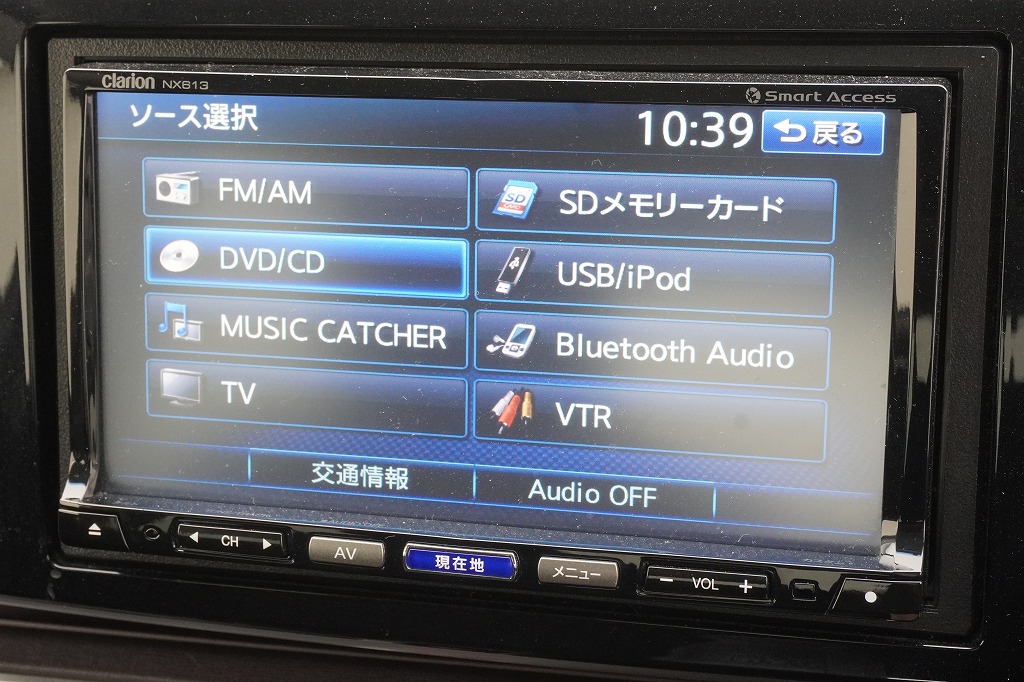 Clarion NX613
Smart Access
ソース選択
10:39
戻る
FM/AM
SDメモリーカード
DVD/CD
USB/iPod
MUSIC CATCHER
Bluetooth Audio
TV
VTR
交通情報
Audio OFF
CH
AV
現在地
メニュー
− VOL +